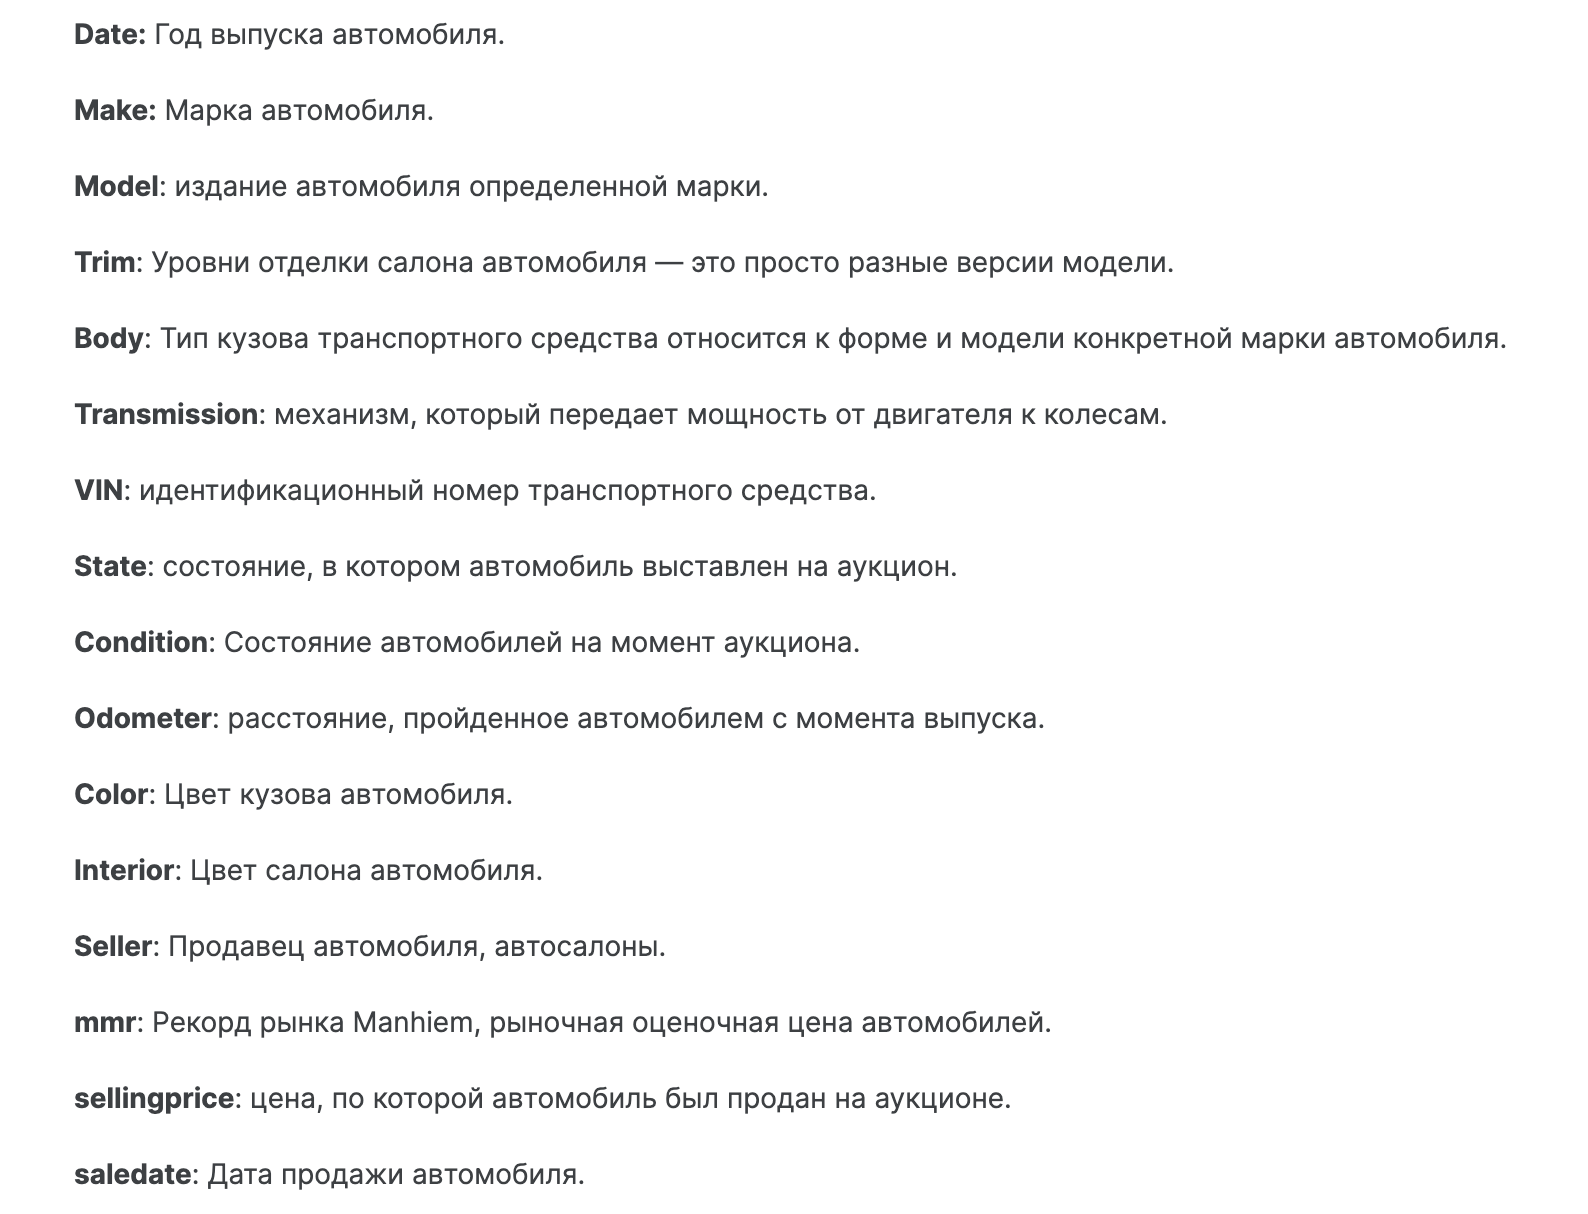 Date: Год выпуска автомобиля.
Make: Марка автомобиля.
Model: издание автомобиля определенной марки.
Trim: Уровни отделки салона автомобиля — это просто разные версии модели.
Body: Тип кузова транспортного средства относится к форме и модели конкретной марки автомобиля.
Transmission: механизм, который передает мощность от двигателя к колесам.
VIN: идентификационный номер транспортного средства.
State: состояние, в котором автомобиль выставлен на аукцион.
Condition: Состояние автомобилей на момент аукциона.
Odometer: расстояние, пройденное автомобилем с момента выпуска.
Color: Цвет кузова автомобиля.
Interior: Цвет салона автомобиля.
Seller: Продавец автомобиля, автосалоны.
mmr: Рекорд рынка Manhiem, рыночная оценочная цена автомобилей.
sellingprice: цена, по которой автомобиль был продан на аукционе.
saledate: Дата продажи автомобиля.